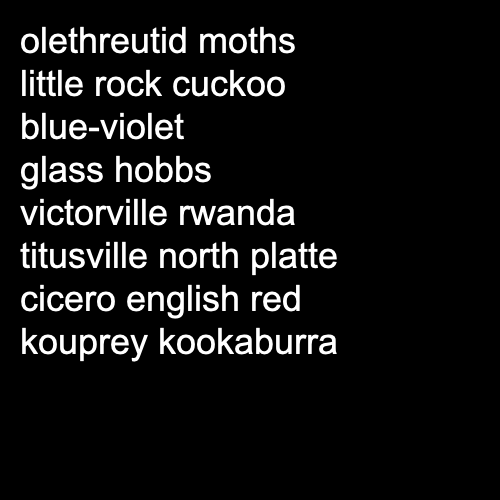 olethreutid moths
little rock cuckoo
blue-violet
glass hobbs
victorville rwanda
titusville north platte
cicero english red
kouprey kookaburra